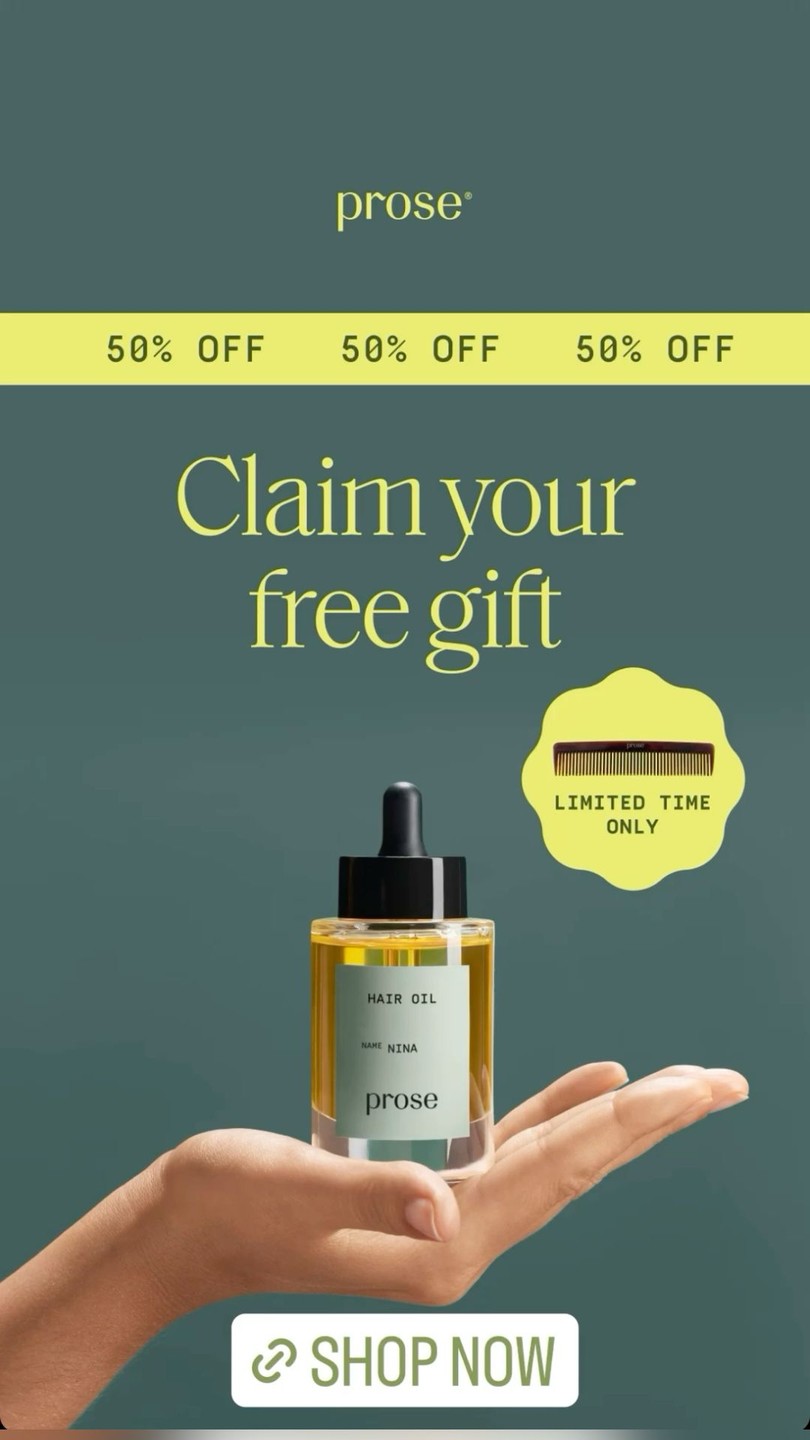 prose®
50% OFF 50% OFF 50% OFF
Claim your
free gift
prose
LIMITED TIME
ONLY
HAIR OIL
NAME NINA
prose
SHOP NOW